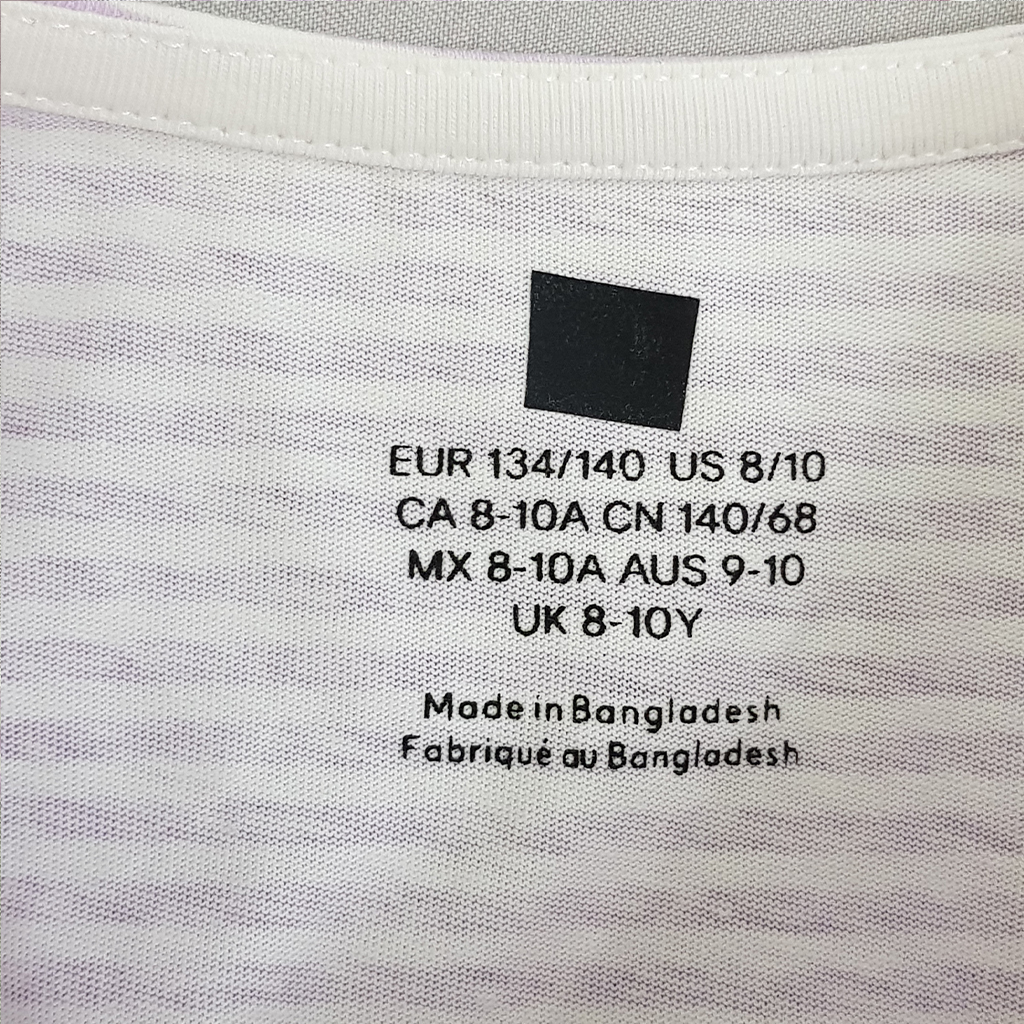 EUR 134/140 US 8/10
CA 8-10A CN 140/68
MX 8-10A AUS 9-10
UK 8-10Y
Made in Bangladesh
Fabriqué au Bangladesh